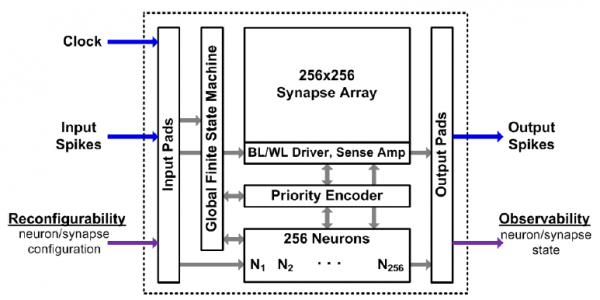 Clock
Input
Spikes
Reconfigurability
neuron/synapse
configuration
Input Pads
Global Finite State Machine
256x256
Synapse Array
BL/WL Driver, Sense Amp
Priority Encoder
256 Neurons
N1 N2 · · · N256
Output Pads
Output
Spikes
Observability
neuron/synapse
state